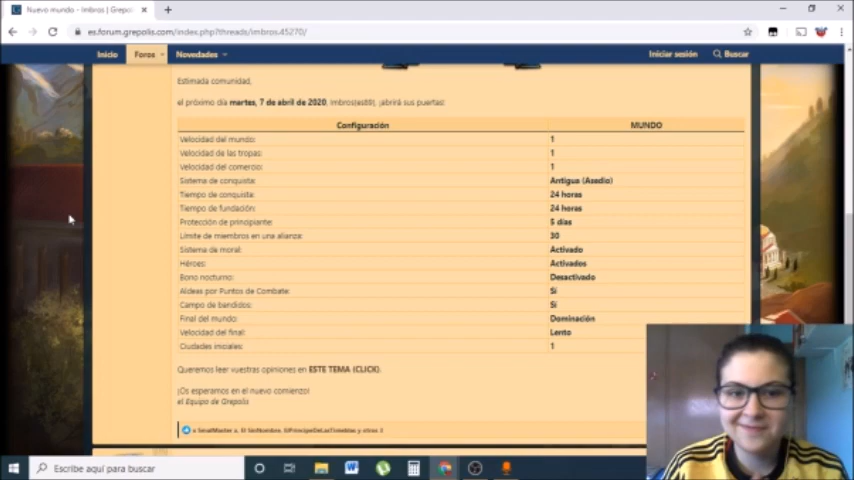 Nuevo mundo - Imbros | Grepol
es.forum.grepolis.com/index.php?threads/imbros.45270/
Inicio Foros Novedades Iniciar sesión Buscar
Estimada comunidad,
el próximo día martes, 7 de abril de 2020, Imbros(es89), ¡abrirá sus puertas:
Configuración MUNDO
Velocidad del mundo: 1
Velocidad de las tropas: 1
Velocidad del comercio: 1
Sistema de conquista: Antigua (Asedio)
Tiempo de conquista: 24 horas
Tiempo de fundación: 24 horas
Protección de principiante: 5 días
Límite de miembros en una alianza: 30
Sistema de moral: Activado
Héroes: Activados
Bono nocturno: Desactivado
Aldeas por Puntos de Combate: Sí
Campo de bandidos: Sí
Final del mundo: Dominación
Velocidad del final: Lento
Ciudades iniciales: 1
Queremos leer vuestras opiniones en ESTE TEMA (CLICK).
¡Os esperamos en el nuevo comienzo!
el Equipo de Grepolis
Escribe aquí para buscar